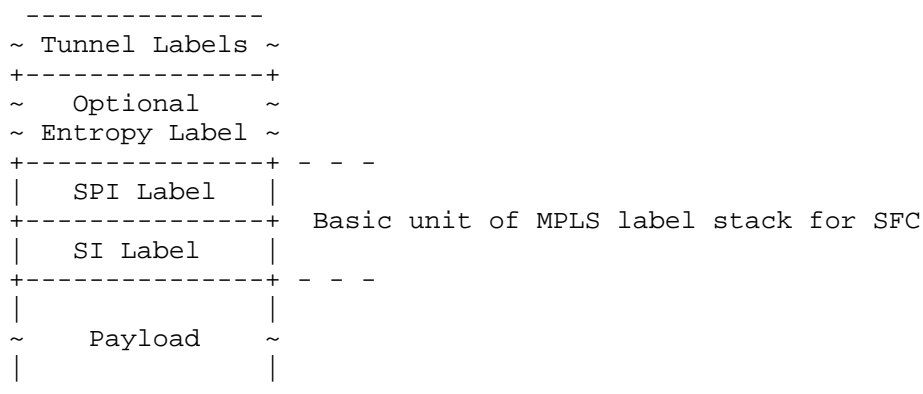 ---------------
~ Tunnel Labels ~
+---------------+
~   Optional    ~
~ Entropy Label ~
+---------------+ - - -
|   SPI Label   |
+---------------+  Basic unit of MPLS label stack for SFC
|   SI Label    |
+---------------+ - - -
|               |
~    Payload    ~
|               |